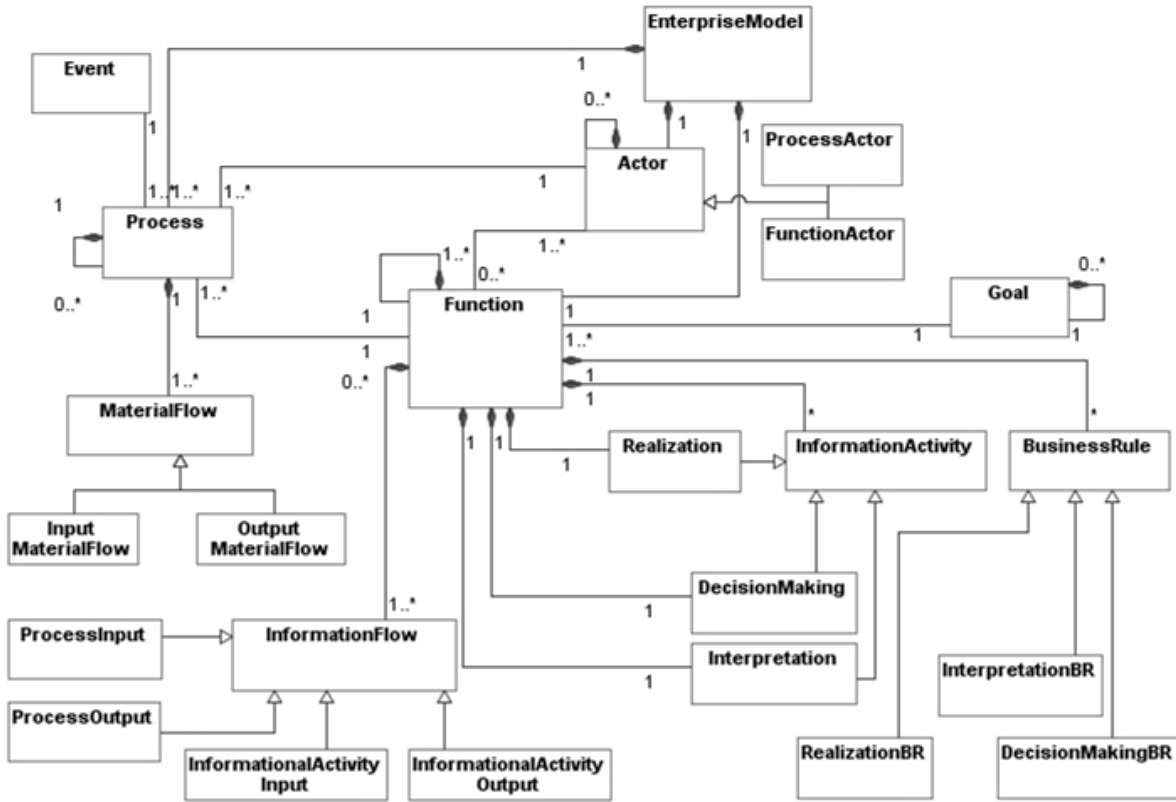 EnterpriseModel
Event
1
1
0..*
1
1
ProcessActor
Actor
1
1..*
1..*
1..*
1
1
Process
FunctionActor
1..*
1..*
0..*
0..*
Function
Goal
0..*
1
1..*
1
1
1
1
1
1..*
0..*
1
1
1..*
MaterialFlow
*
*
1
1
Realization
InformationActivity
BusinessRule
1
Input
MaterialFlow
Output
MaterialFlow
DecisionMaking
1..*
1
ProcessInput
InformationFlow
Interpretation
InterpretationBR
1
ProcessOutput
RealizationBR
DecisionMakingBR
InformationalActivity
Input
InformationalActivity
Output